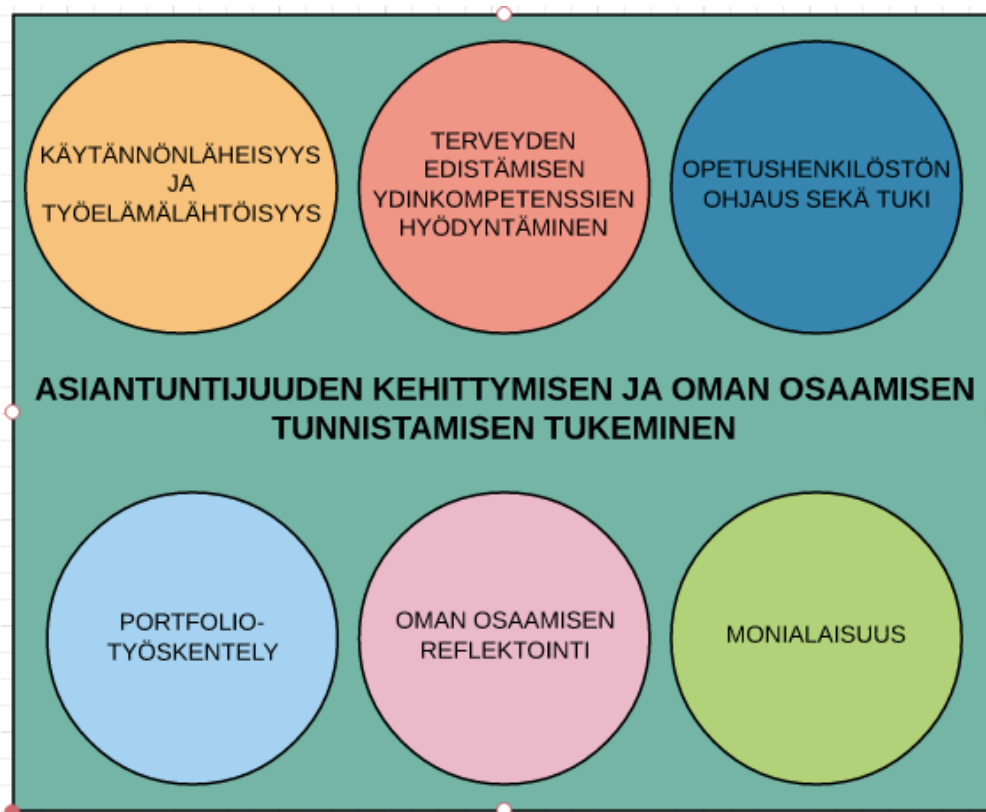 KÄYTÄNNÖNLÄHEISYYS
JA
TYÖELÄMÄLÄHTÖISYYS
TERVEYDEN
EDISTÄMISEN
YDINKOMPETENSSIEN
HYÖDYNTÄMINEN
OPETUSHENKILÖSTÖN
OHJAUS SEKÄ TUKI
ASIANTUNTIJUUDEN KEHITTYMISEN JA OMAN OSAAMISEN
TUNNISTAMISEN TUKEMINEN
PORTFOLIO-
TYÖSKENTELY
OMAN OSAAMISEN
REFLEKTOINTI
MONIALAISUUS